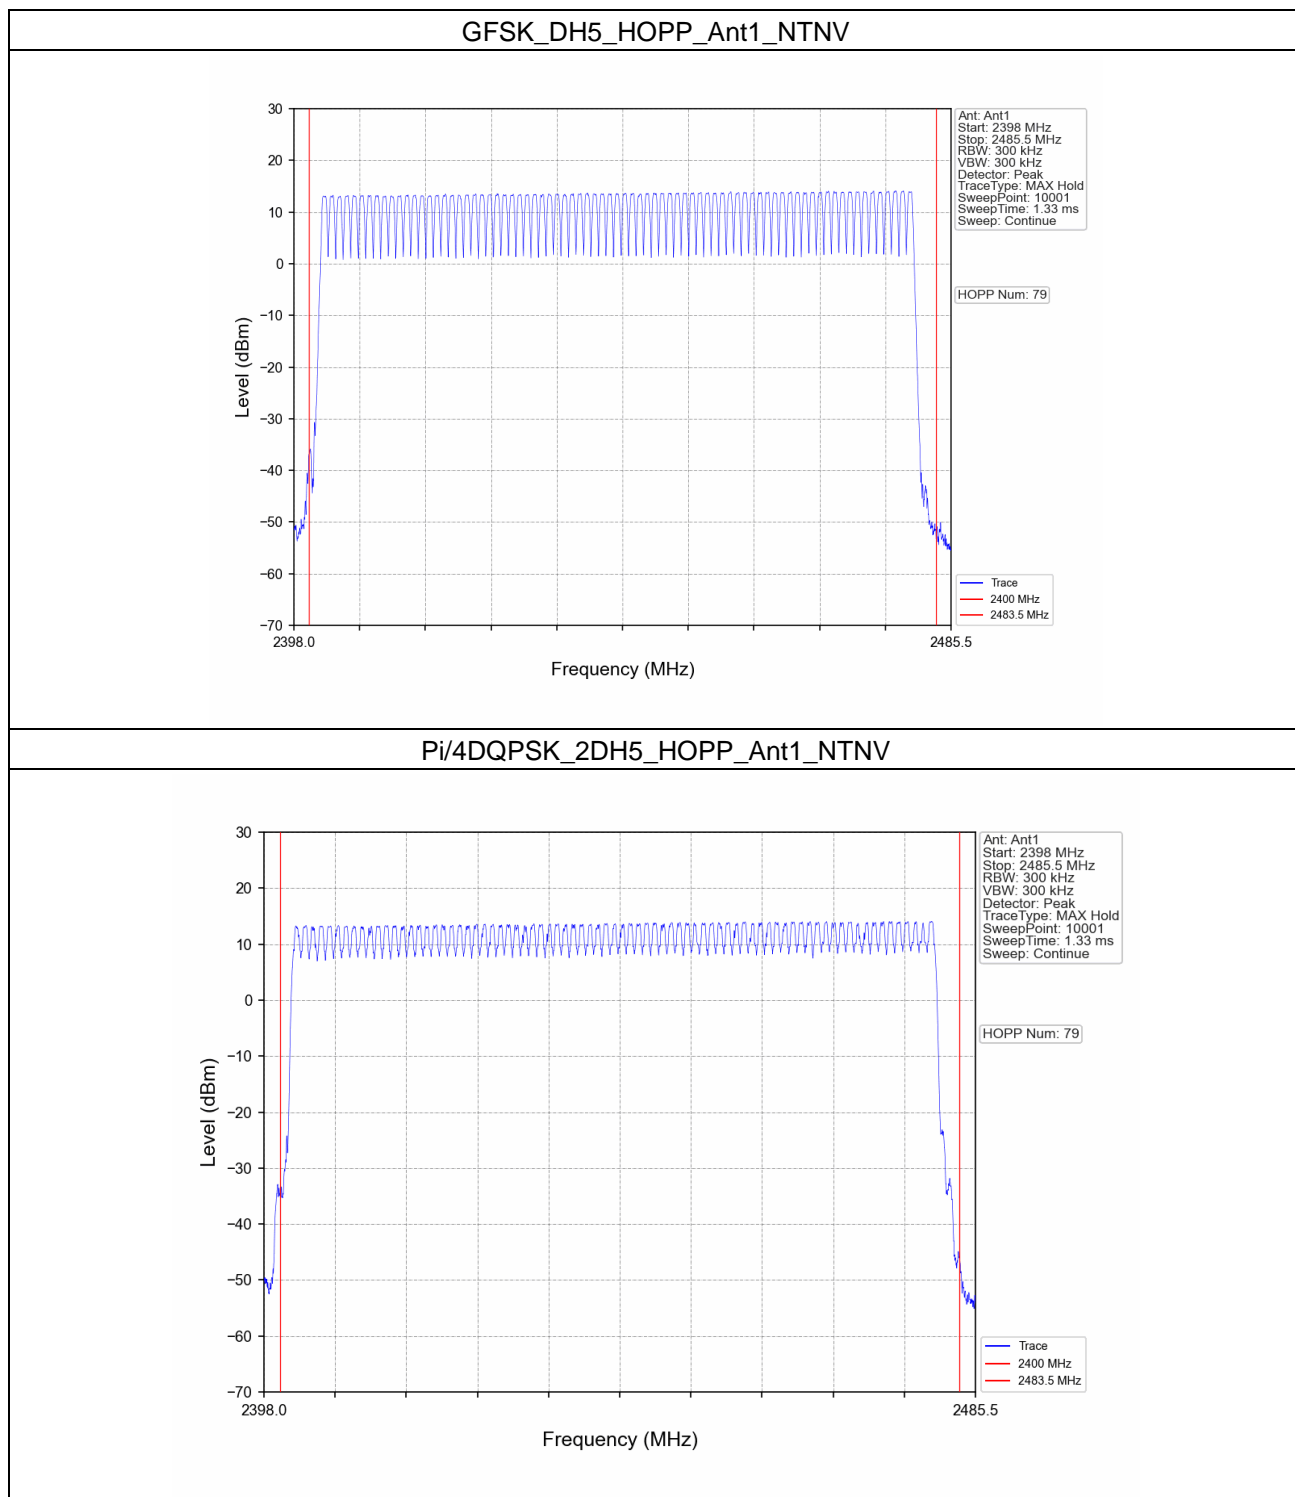 GFSK_DH5_HOPP_Ant1_NTNV
30
20
10
0
−10
−20
−30
−40
−50
−60
−70
Level (dBm)
2398.0
2485.5
Frequency (MHz)
Ant: Ant1
Start: 2398 MHz
Stop: 2485.5 MHz
RBW: 300 kHz
VBW: 300 kHz
Detector: Peak
TraceType: MAX Hold
SweepPoint: 10001
SweepTime: 1.33 ms
Sweep: Continue
HOPP Num: 79
Trace
2400 MHz
2483.5 MHz
Pi/4DQPSK_2DH5_HOPP_Ant1_NTNV
30
20
10
0
−10
−20
−30
−40
−50
−60
−70
Level (dBm)
2398.0
2485.5
Frequency (MHz)
Ant: Ant1
Start: 2398 MHz
Stop: 2485.5 MHz
RBW: 300 kHz
VBW: 300 kHz
Detector: Peak
TraceType: MAX Hold
SweepPoint: 10001
SweepTime: 1.33 ms
Sweep: Continue
HOPP Num: 79
Trace
2400 MHz
2483.5 MHz